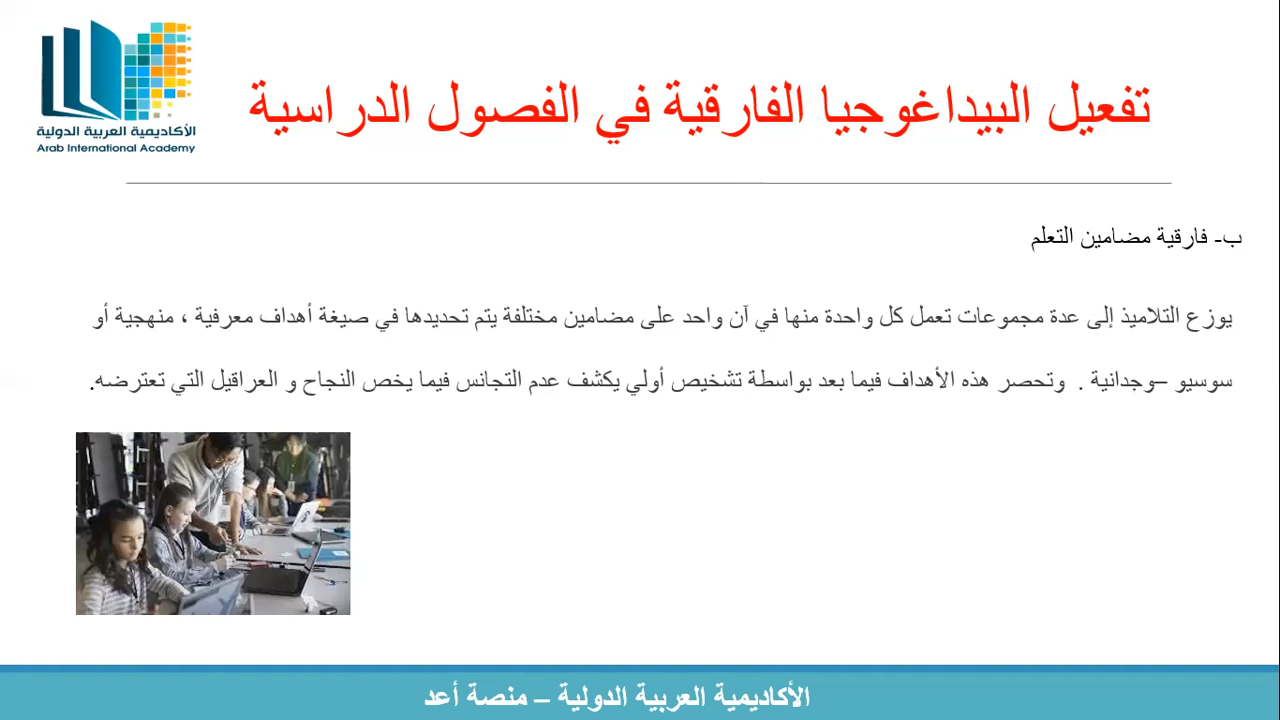 الأكاديمية العربية الدولية
Arab International Academy
تفعيل البيداغوجيا الفارقية في الفصول الدراسية
ب- فارقية مضامين التعلم
يوزع التلاميذ إلى عدة مجموعات تعمل كل واحدة منها في آن واحد على مضامين مختلفة يتم تحديدها في صيغة أهداف معرفية ، منهجية أو
سوسيو –وجدانية . وتحصر هذه الأهداف فيما بعد بواسطة تشخيص أولي يكشف عدم التجانس فيما يخص النجاح و العراقيل التي تعترضه.
الأكاديمية العربية الدولية – منصة أعد